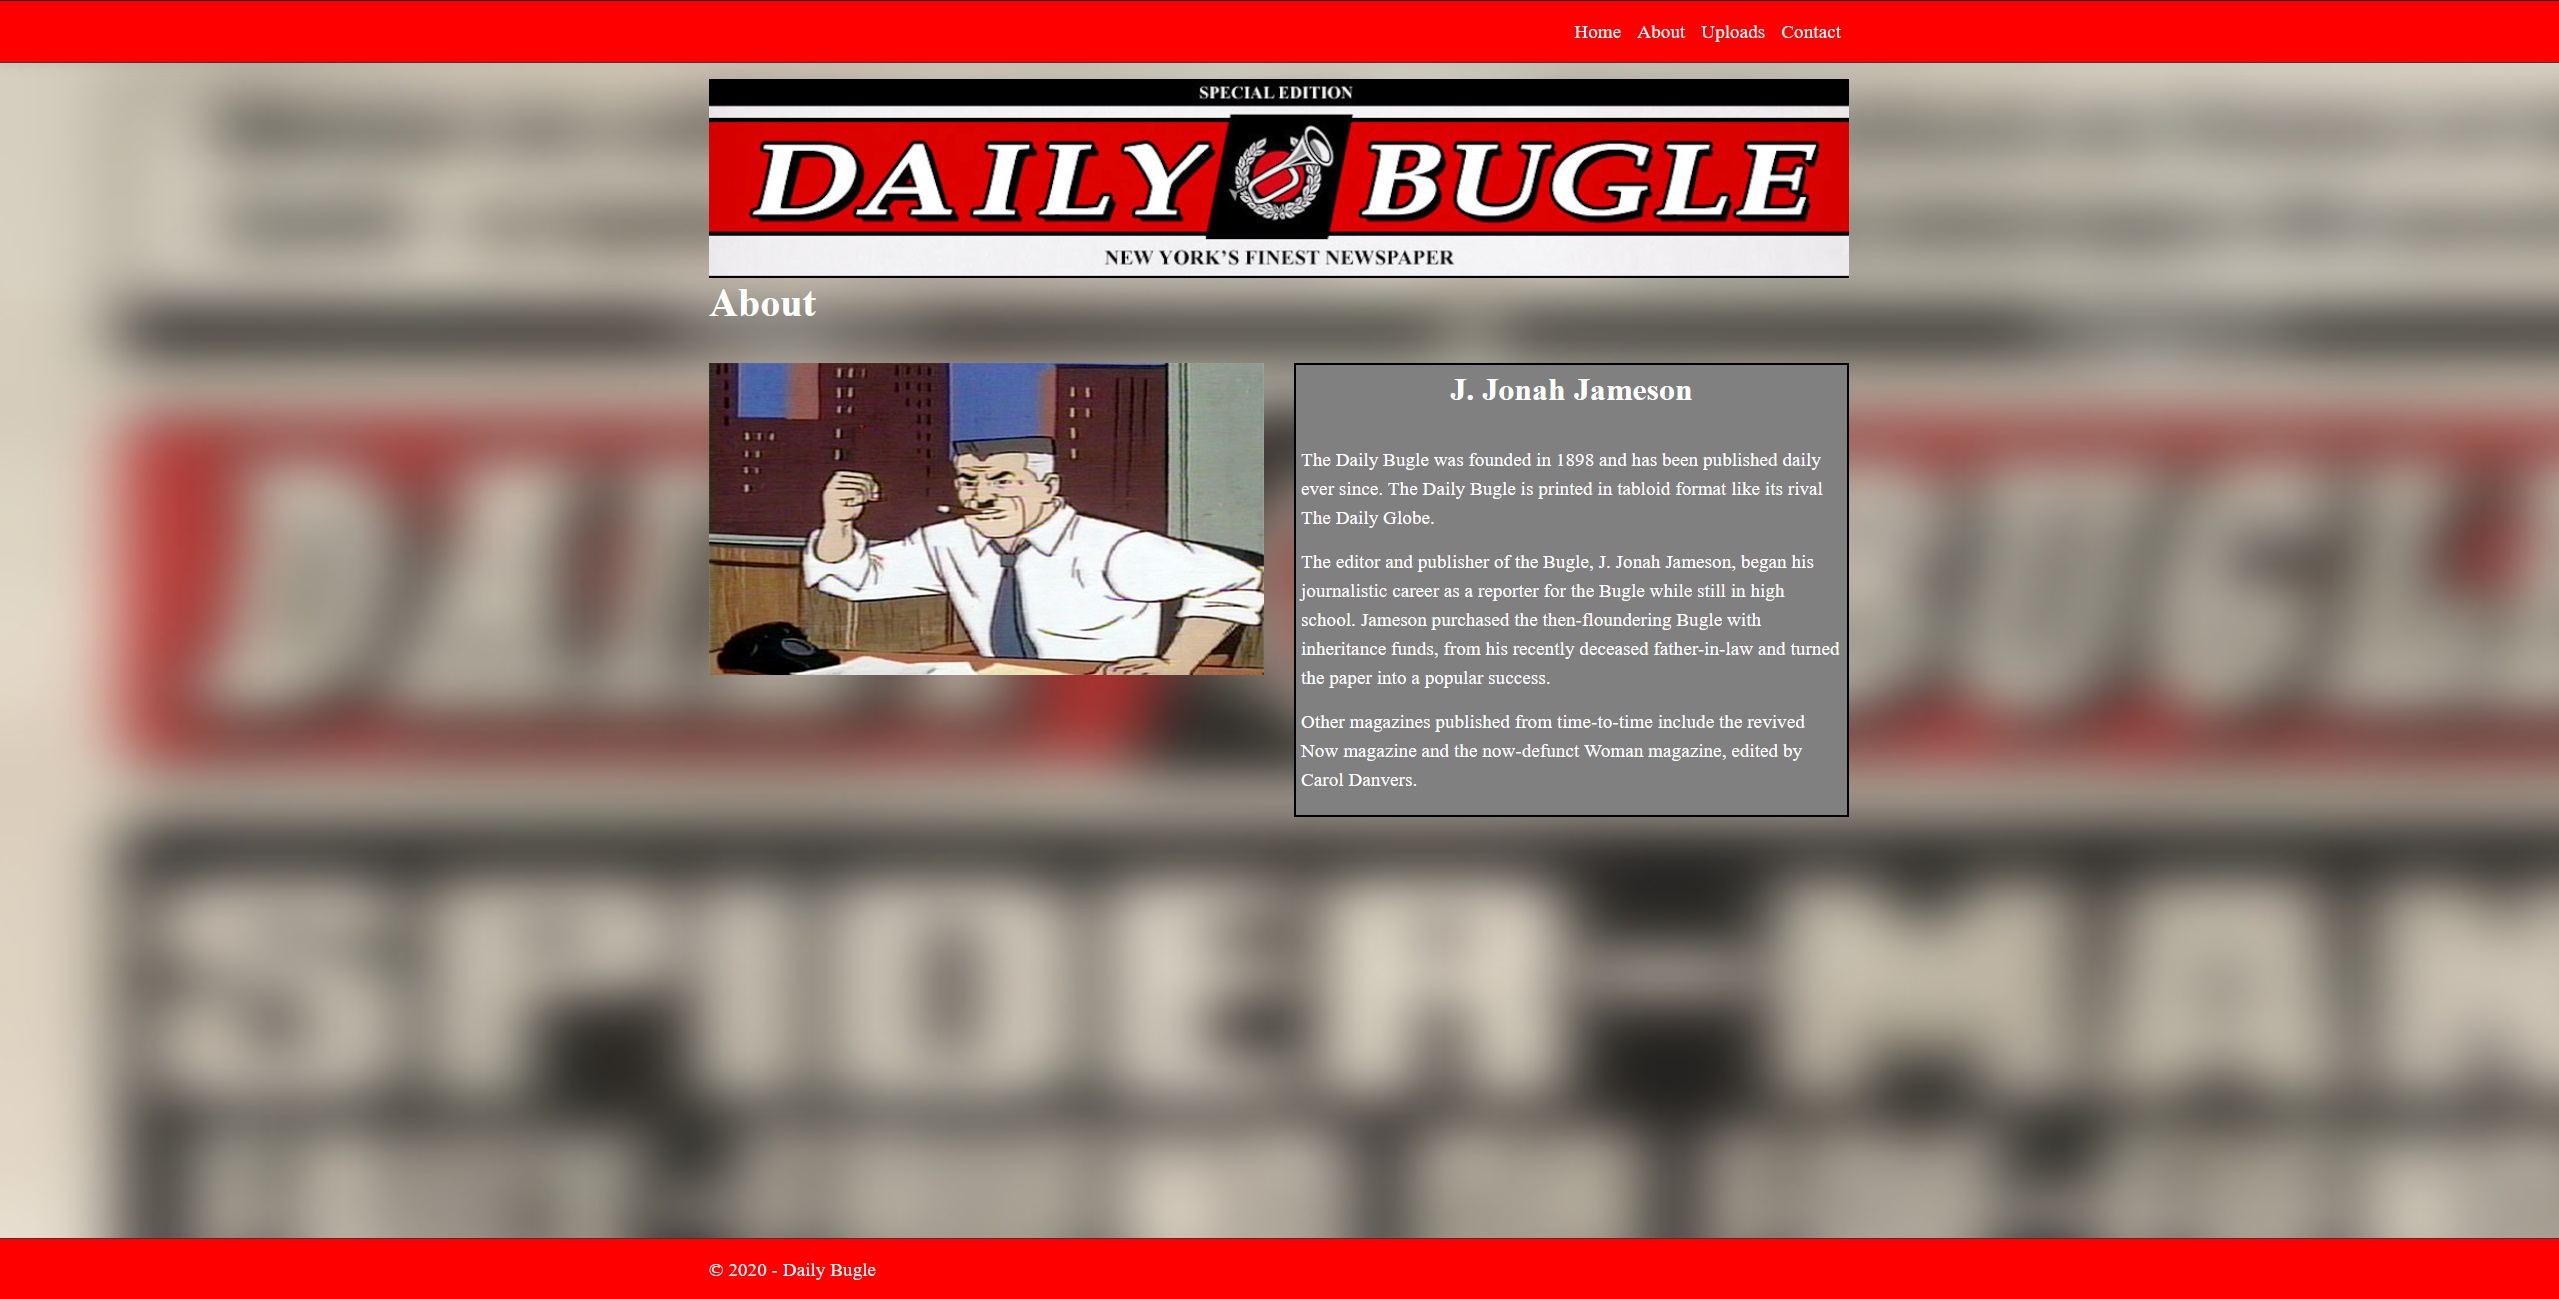 Home About Uploads Contact
SPECIAL EDITION
DAILY BUGLE
NEW YORK'S FINEST NEWSPAPER
About
J. Jonah Jameson
The Daily Bugle was founded in 1898 and has been published daily
ever since. The Daily Bugle is printed in tabloid format like its rival
The Daily Globe.
The editor and publisher of the Bugle, J. Jonah Jameson, began his
journalistic career as a reporter for the Bugle while still in high
school. Jameson purchased the then-floundering Bugle with
inheritance funds, from his recently deceased father-in-law and turned
the paper into a popular success.
Other magazines published from time-to-time include the revived
Now magazine and the now-defunct Woman magazine, edited by
Carol Danvers.
SPIDER-MAN
© 2020 - Daily Bugle